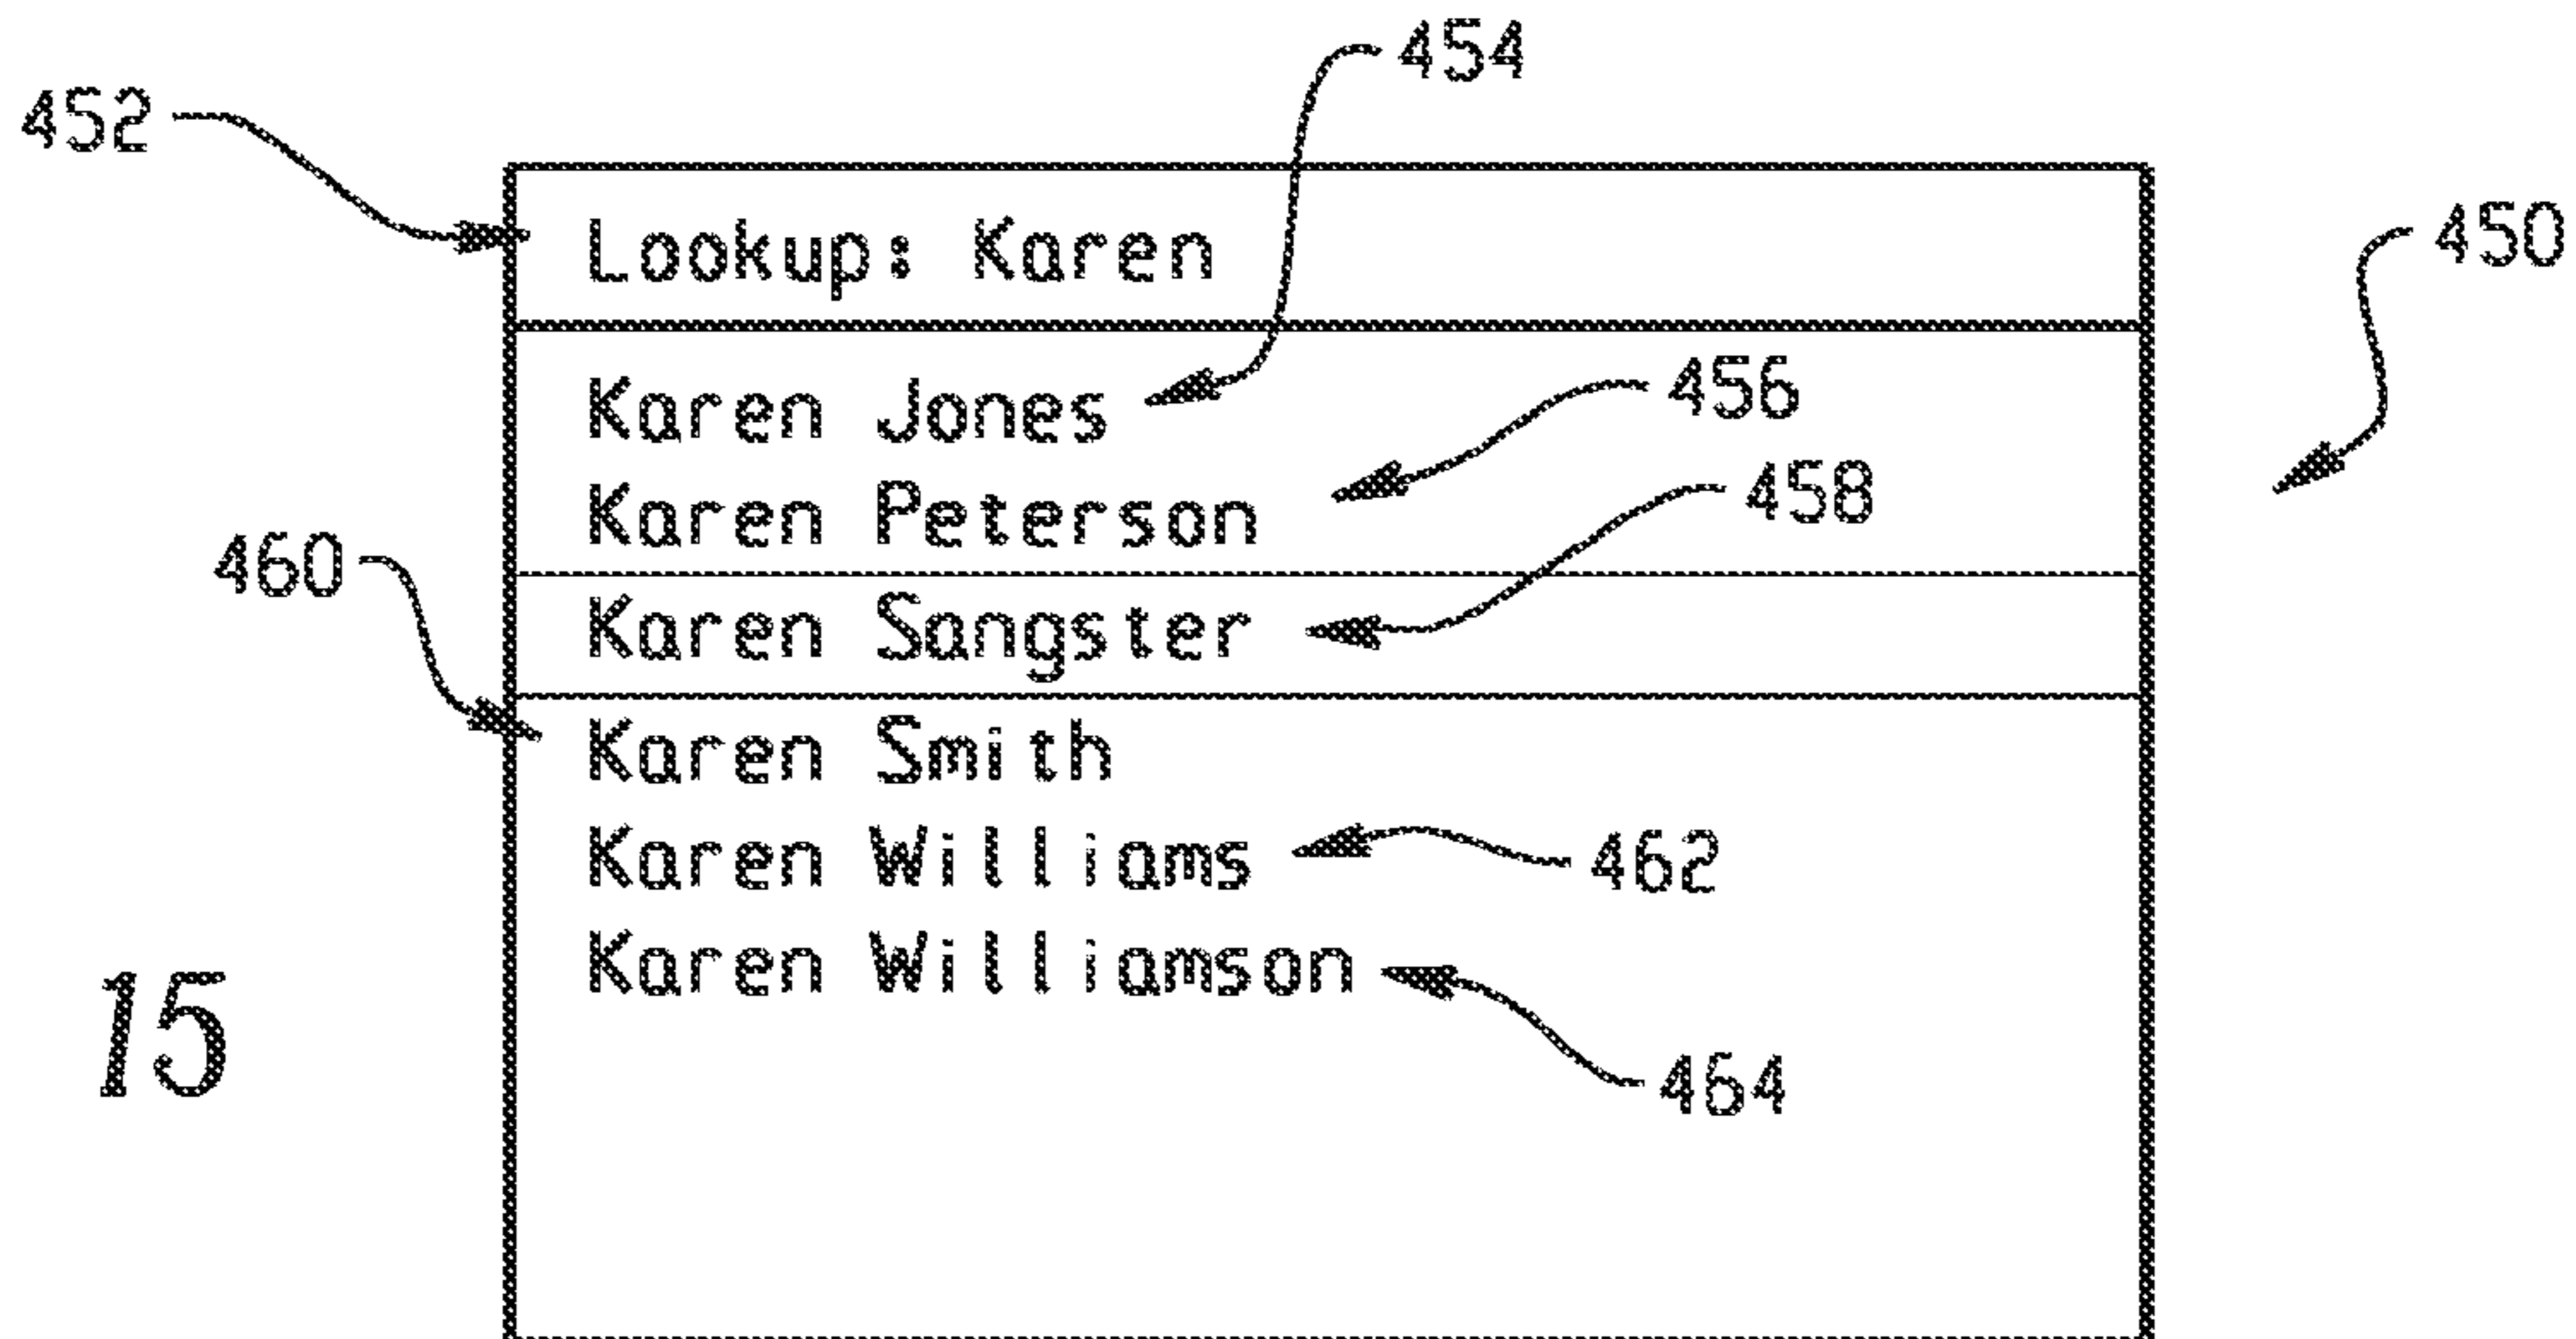 454
452
450
Lookup: Karen
Karen Jones
456
Karen Peterson
458
460
Karen Sangster
Karen Smith
Karen Williams
462
Karen Williamson
464
15